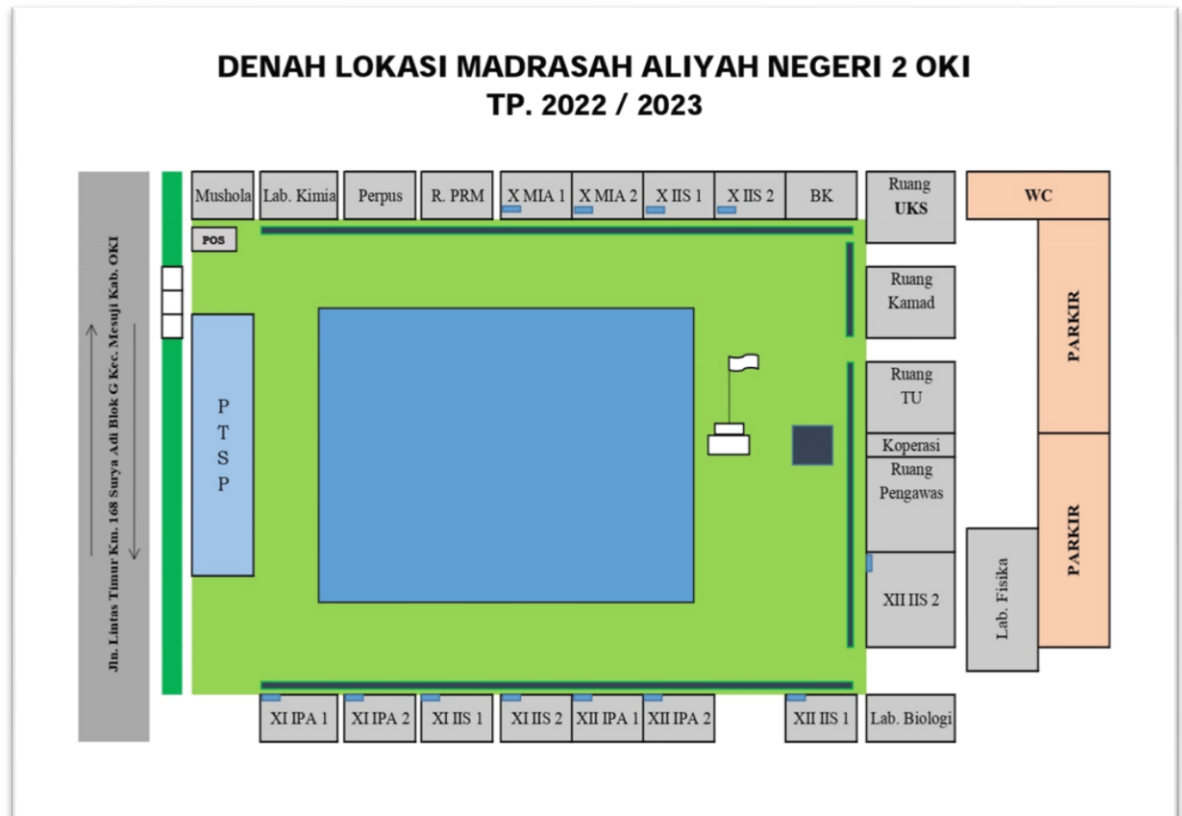 DENAH LOKASI MADRASAH ALIYAH NEGERI 2 OKI
TP. 2022 / 2023
Jln. Lintas Timur Km. 168 Surya Adi Blok G Kec. Mesuji Kab. OKI
Mushola
Lab. Kimia
Perpus
R. PRM
X MIA 1
X MIA 2
X IIS 1
X IIS 2
BK
Ruang
UKS
WC
POS
Ruang
Kamad
PARKIR
P
T
S
P
Ruang
TU
Koperasi
Ruang
Pengawas
XII IIS 2
Lab. Fisika
PARKIR
XI IPA 1
XI IPA 2
XI IIS 1
XI IIS 2
XII IPA 1
XII IPA 2
XII IIS 1
Lab. Biologi